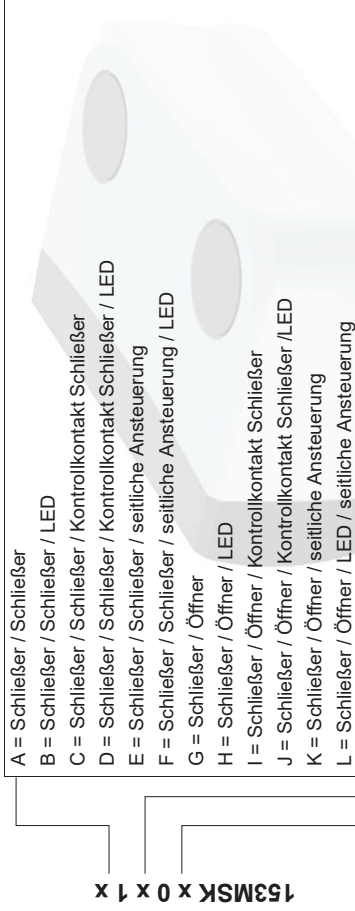 A = Schließer / Schließer
B = Schließer / Schließer / LED
C = Schließer / Schließer / Kontrollkontakt Schließer
D = Schließer / Schließer / Kontrollkontakt Schließer / LED
E = Schließer / Schließer / seitliche Ansteuerung
F = Schließer / Schließer / seitliche Ansteuerung / LED
G = Schließer / Öffner
H = Schließer / Öffner / LED
I = Schließer / Öffner / Kontrollkontakt Schließer
J = Schließer / Öffner / Kontrollkontakt Schließer /LED
K = Schließer / Öffner / seitliche Ansteuerung
L = Schließer / Öffner / LED / seitliche Ansteuerung
153MSK x 0 x 1 x